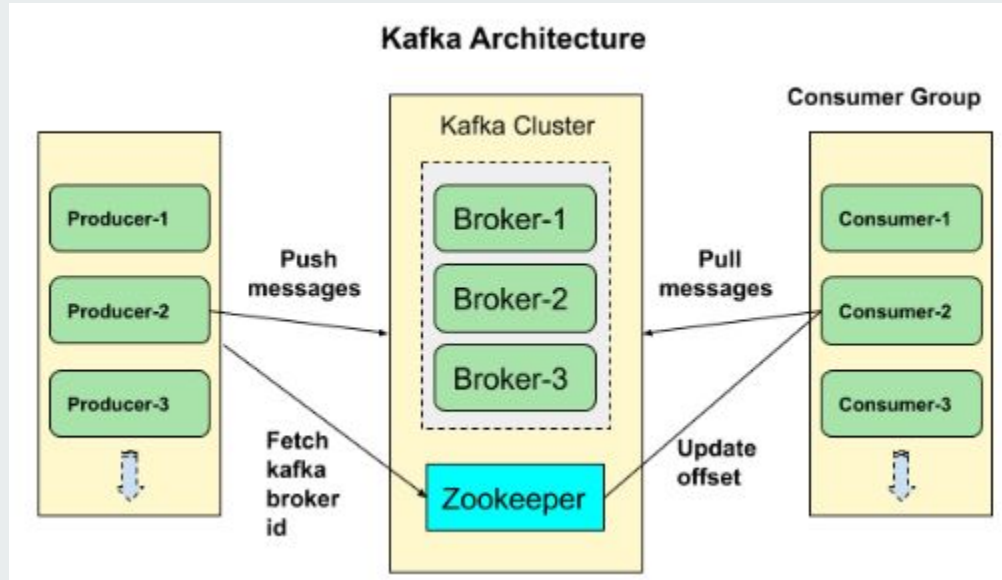 Kafka Architecture
Producer-1
Producer-2
Producer-3
Push
messages
Fetch
kafka
broker
id
Kafka Cluster
Broker-1
Broker-2
Broker-3
Zookeeper
Pull
messages
Update
offset
Consumer Group
Consumer-1
Consumer-2
Consumer-3